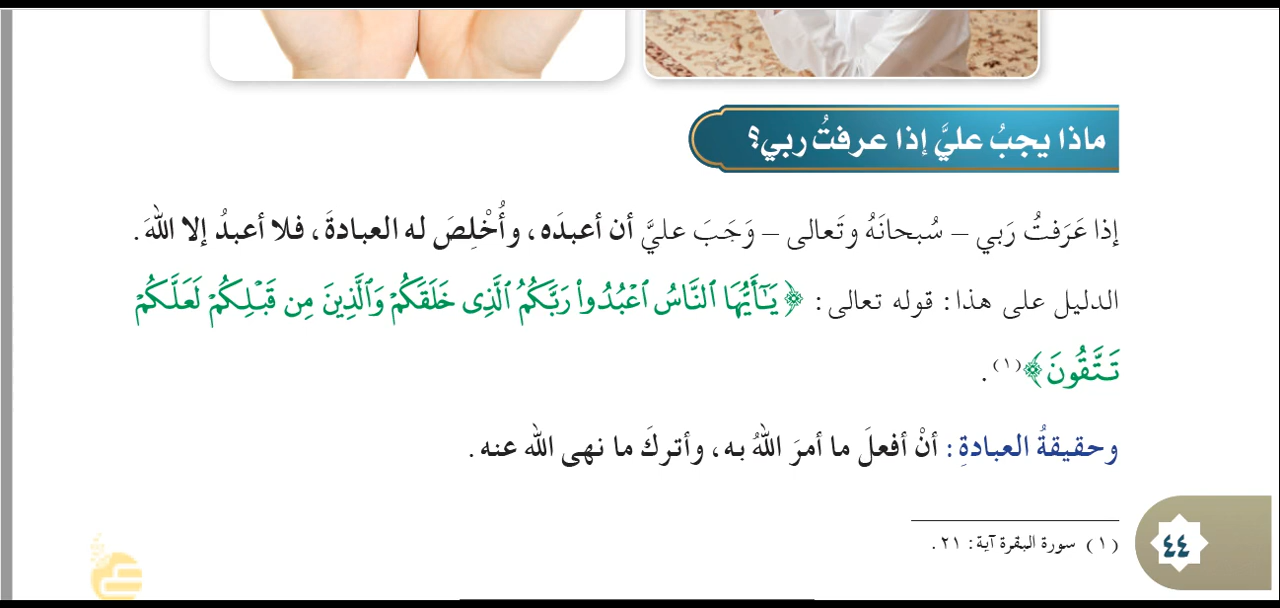 ماذا يجبُ عليَّ إذا عرفتُ ربي؟
إذا عَرَفتُ رَبي – سُبحانَهُ وتَعالى – وَجَبَ عليَّ أن أعبدَه، وأُخْلِصَ له العبادةَ، فلا أعبدُ إلا اللهَ.
الدليل على هذا: قوله تعالى: ﴿يَـٰٓأَيُّهَا ٱلنَّاسُ ٱعْبُدُوا۟ رَبَّكُمُ ٱلَّذِى خَلَقَكُمْ وَٱلَّذِينَ مِن قَبْلِكُمْ لَعَلَّكُمْ
تَتَّقُونَ﴾(١).
وحقيقةُ العبادةِ: أنْ أفعلَ ما أمرَ اللهُ به، وأتركَ ما نهى الله عنه.
(١) سورة البقرة آية: ٢١.
٤٤